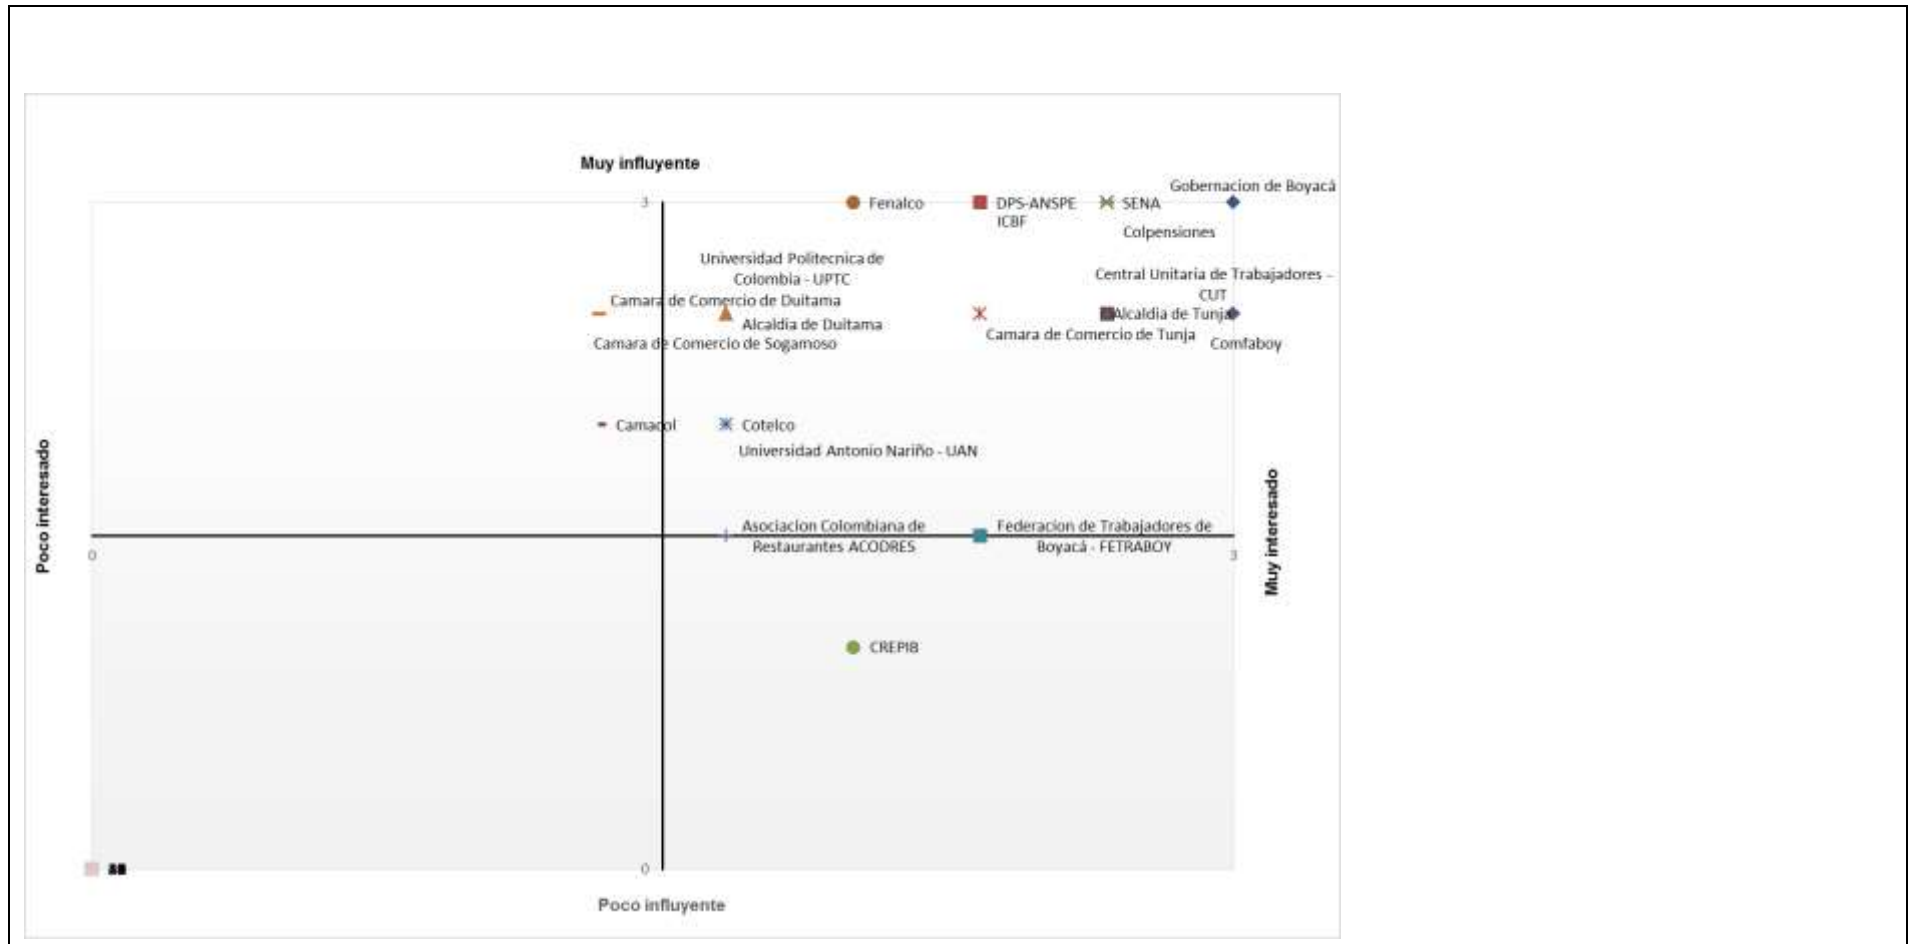 Muy influyente
Gobernacion de Boyacá
3
Fenalco
DPS-ANSPE
ICBF
SENA
Colpensiones
Universidad Politecnica de
Colombia - UPTC
Central Unitaria de Trabajadores -
CUT
Camara de Comercio de Duitama
Alcaldia de Duitama
Alcaldia de Tunja
Camara de Comercio de Tunja
Camara de Comercio de Sogamoso
Comfaboy
Camacol
Cotelco
Universidad Antonio Nariño - UAN
Poco interesado
Muy interesado
Asociacion Colombiana de
Restaurantes ACODRES
Federacion de Trabajadores de
Boyacá - FETRABOY
0
3
CREPIB
0
Poco influyente